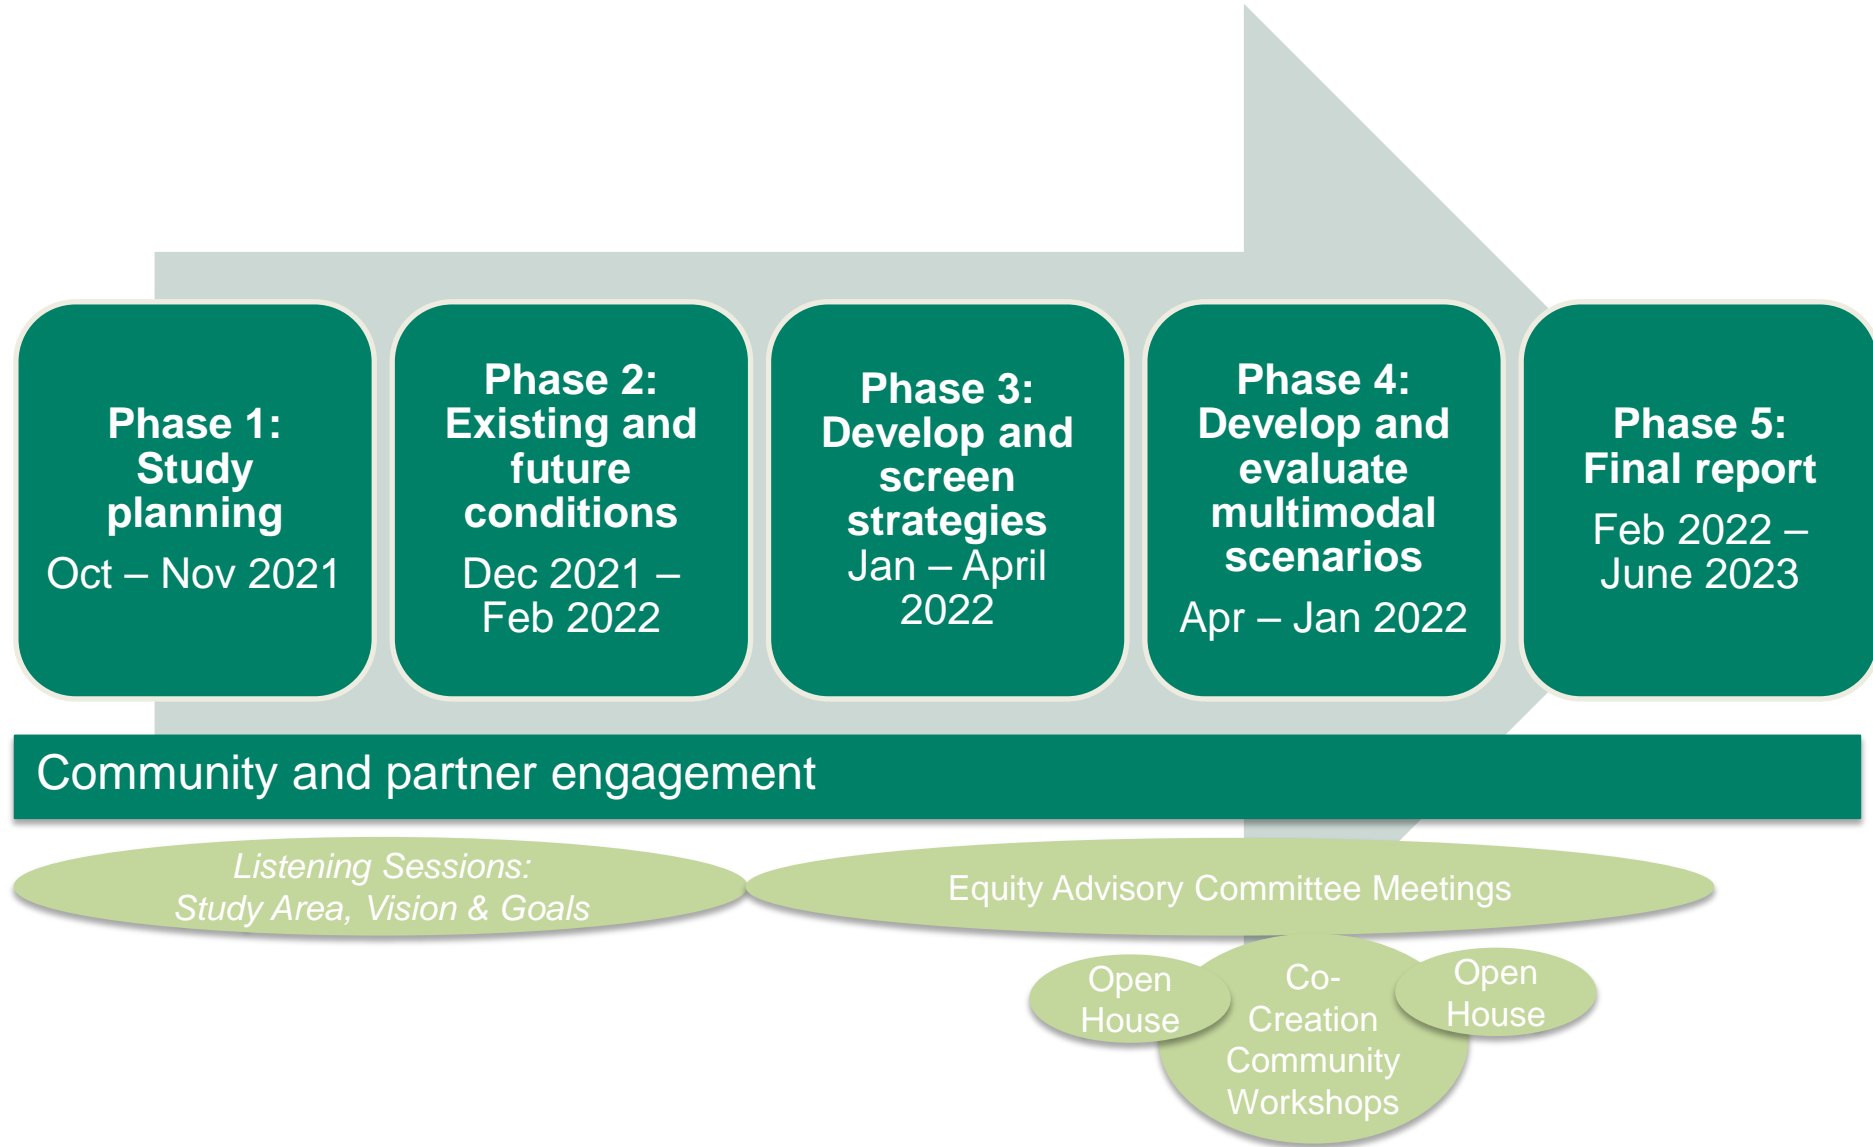 Phase 1:
Study
planning
Oct – Nov 2021
Phase 2:
Existing and
future
conditions
Dec 2021 –
Feb 2022
Phase 3:
Develop and
screen
strategies
Jan – April
2022
Phase 4:
Develop and
evaluate
multimodal
scenarios
Apr – Jan 2022
Phase 5:
Final report
Feb 2022 –
June 2023
Community and partner engagement
Listening Sessions:
Study Area, Vision & Goals
Equity Advisory Committee Meetings
Open
House
Co-
Creation
Community
Workshops
Open
House